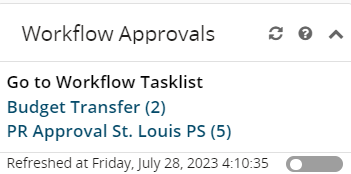 Workflow Approvals
Go to Workflow Tasklist
Budget Transfer (2)
PR Approval St. Louis PS (5)
Refreshed at Friday, July 28, 2023 4:10:35